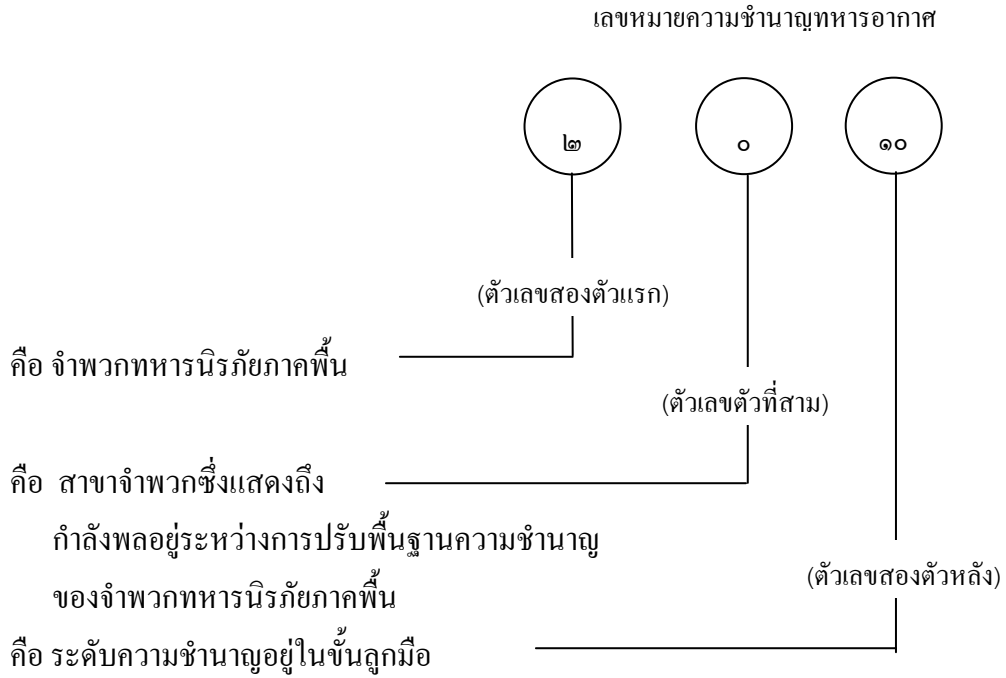 เลขหมายความชำนาญทหารอากาศ
๒ ๐ ๑๐
(ตัวเลขสองตัวแรก)
คือ จำพวกทหารนิรภัยภาคพื้น
(ตัวเลขตัวที่สาม)
คือ สาขาจำพวกซึ่งแสดงถึง
กำลังพลอยู่ระหว่างการปรับพื้นฐานความชำนาญ
(ตัวเลขสองตัวหลัง)
ของจำพวกทหารนิรภัยภาคพื้น
คือ ระดับความชำนาญอยู่ในขั้นลูกมือ